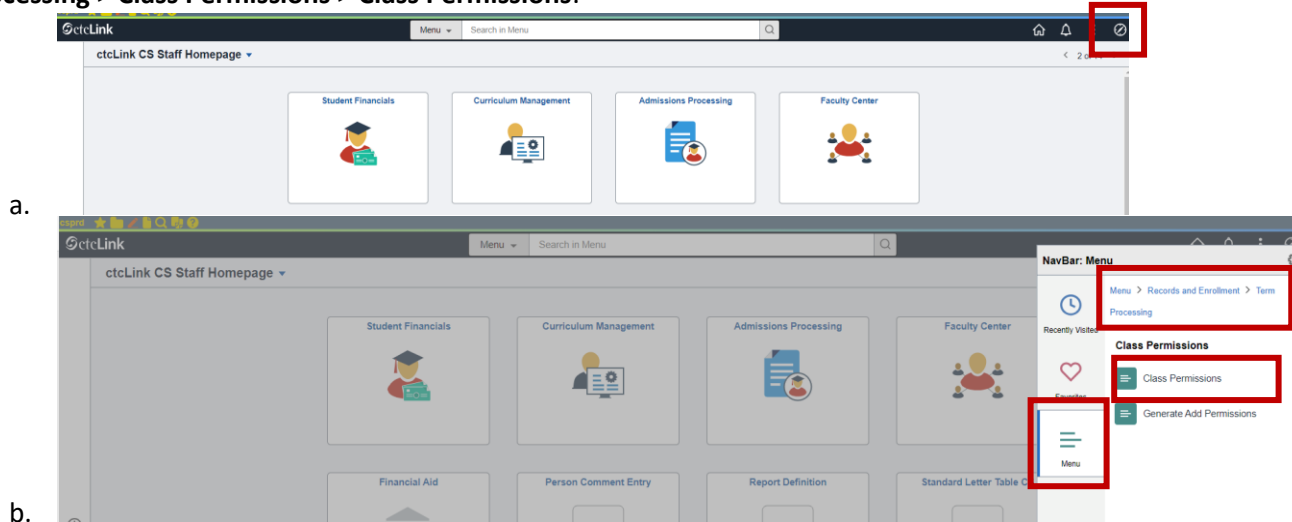 cessing > Class Permissions > Class Permissions.
ctcLink
Menu
Search in Menu
ctcLink CS Staff Homepage
2 o
Student Financials
Curriculum Management
Admissions Processing
Faculty Center
a.
csprd
ctcLink
Menu
Search in Menu
NavBar: Menu
ctcLink CS Staff Homepage
Menu > Records and Enrollment > Term
Processing
Recently Visited
Class Permissions
Student Financials
Curriculum Management
Admissions Processing
Faculty Center
Class Permissions
Favorites
Generate Add Permissions
Menu
Financial Aid
Person Comment Entry
Report Definition
Standard Letter Table C
b.